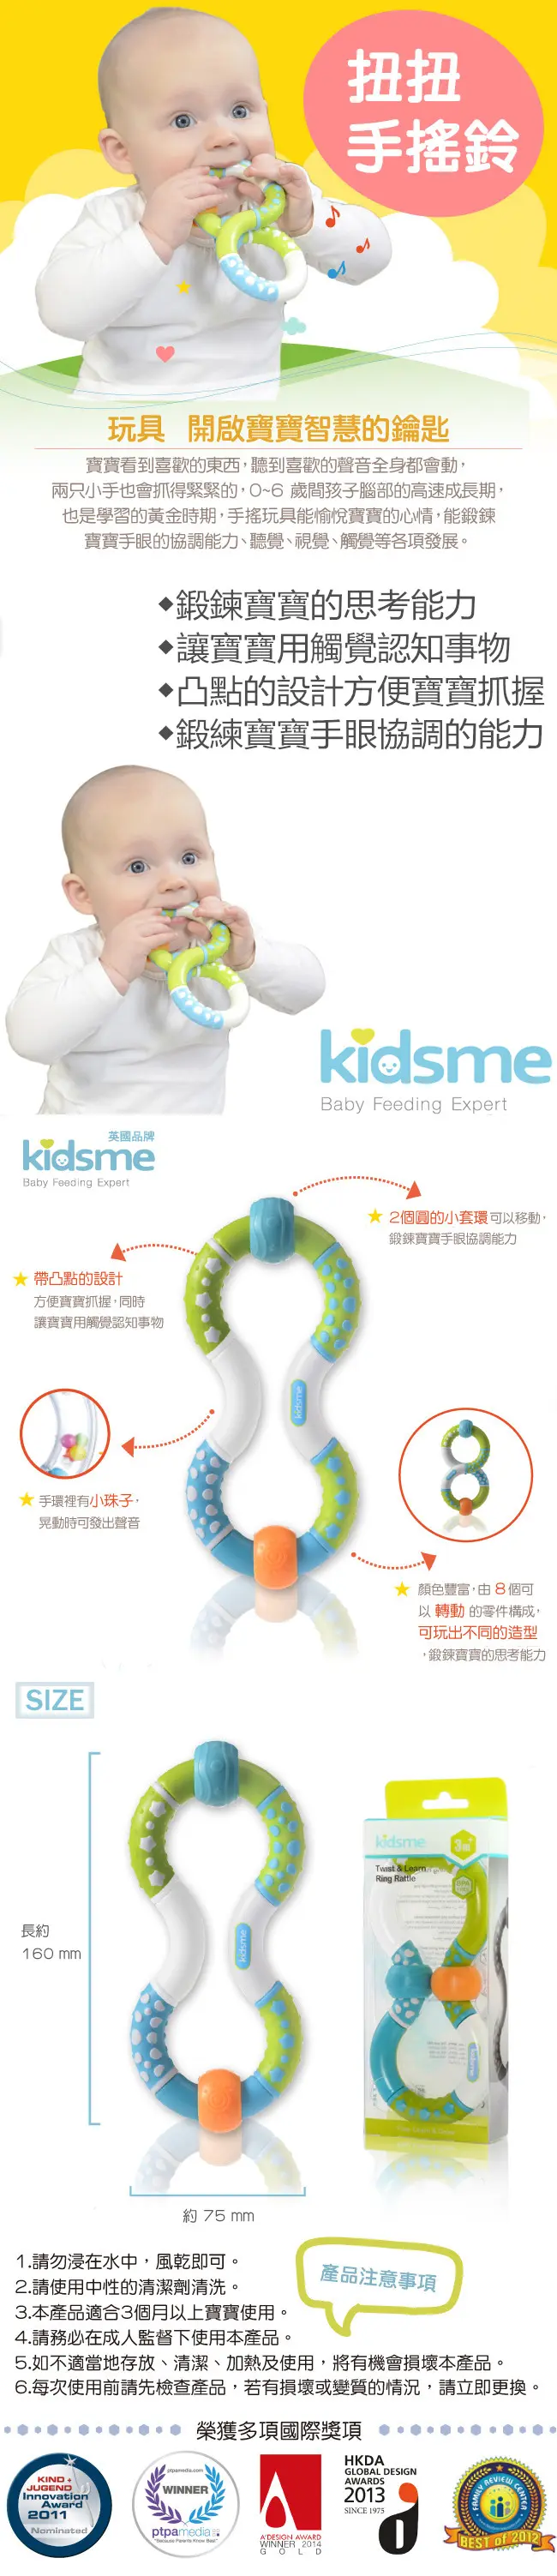 扭扭
手搖鈴
玩具 開啟寶寶智慧的鑰匙
寶寶看到喜歡的東西，聽到喜歡的聲音全身都會動，
兩只小手也會抓得緊緊的，0~6 歲間孩子腦部的高速成長期，
也是學習的黃金時期，手搖玩具能愉悅寶寶的心情，能鍛鍊
寶寶手眼的協調能力、聽覺、視覺、觸覺等各項發展。
◆鍛鍊寶寶的思考能力
◆讓寶寶用觸覺認知事物
◆凸點的設計方便寶寶抓握
◆鍛練寶寶手眼協調的能力
kidsme
Baby Feeding Expert
英國品牌
kidsme
Baby Feeding Expert
★ 2個圓的小套環 可以移動，
鍛鍊寶寶手眼協調能力
★ 帶凸點的設計
方便寶寶抓握，同時
讓寶寶用觸覺認知事物
kidsme
★ 手環裡有小珠子，
晃動時可發出聲音
★ 顏色豐富，由 8 個可
以 轉動 的零件構成，
可玩出不同的造型
，鍛鍊寶寶的思考能力
SIZE
長約
160 mm
kidsme
約 75 mm
kidsme
3m+
Twist & Learn
Ring Rattle
產品注意事項
1.請勿浸在水中，風乾即可。
2.請使用中性的清潔劑清洗。
3.本產品適合3個月以上寶寶使用。
4.請務必在成人監督下使用本產品。
5.如不適當地存放、清潔、加熱及使用，將有機會損壞本產品。
6.每次使用前請先檢查產品，若有損壞或變質的情況，請立即更換。
榮獲多項國際獎項
KIND +
JUGEND
Innovation
Award
2011
Nominated
ptpamedia.com
WINNER
ptpamedia
"Because Parents Know Best"
A'DESIGN AWARD
WINNER 2014
GOLD
HKDA
GLOBAL DESIGN
AWARDS
2013
SINCE 1975
FAMILY REVIEW CENTER
BEST of 2012